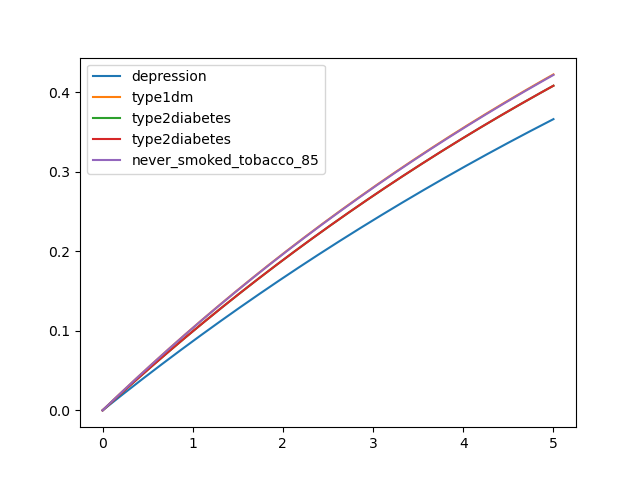 depression
type1dm
type2diabetes
type2diabetes
never_smoked_tobacco_85
0.4
0.3
0.2
0.1
0.0
0 1 2 3 4 5